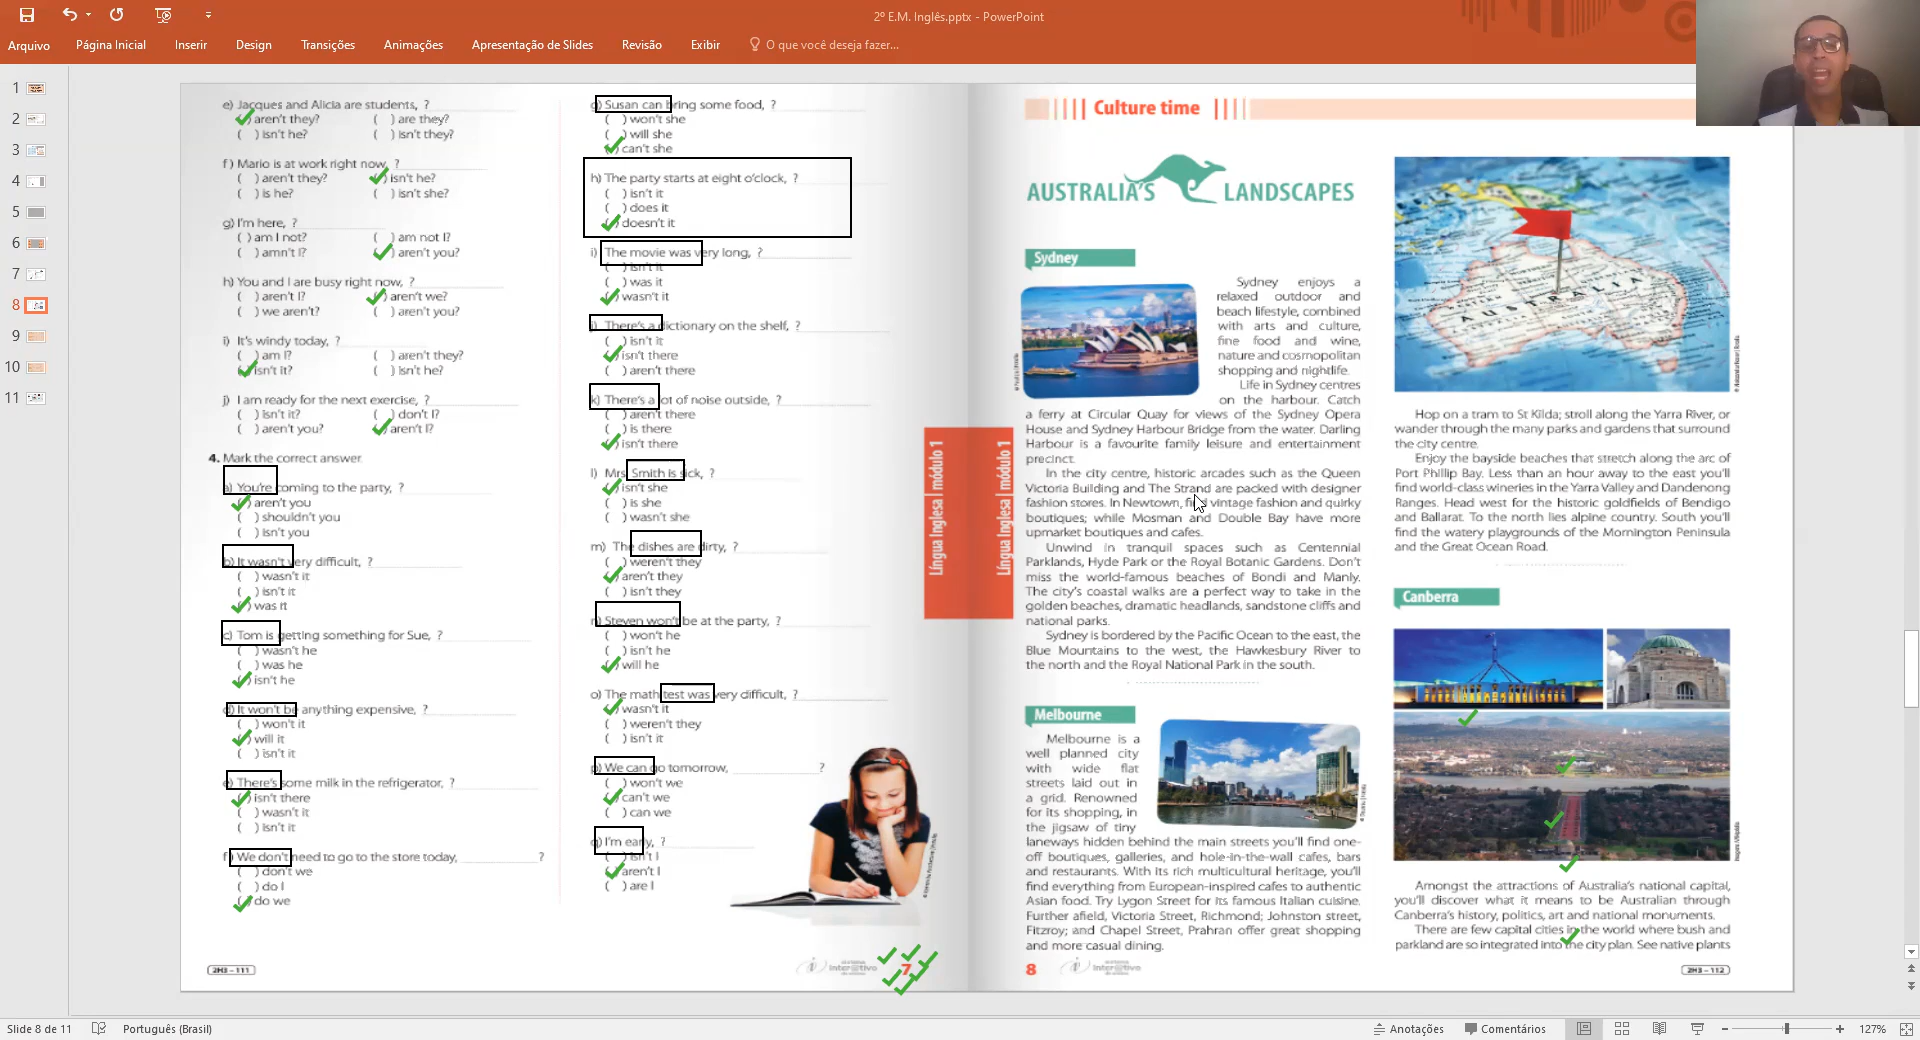 2º E.M. Inglês.pptx - PowerPoint
Arquivo
Página Inicial
Inserir
Design
Transições
Animações
Apresentação de Slides
Revisão
Exibir
O que você deseja fazer...
1
2
3
4
5
6
7
8
9
10
11
e) Jacques and Alicia are students, ?
( ) aren't they? ( ) are they?
( ) isn't he? ( ) isn't they?
f) Mario is at work right now, ?
( ) aren't they? ( ) isn't he?
( ) is he? ( ) isn't she?
g) I'm here, ?
( ) am I not? ( ) am not I?
( ) amn't I? ( ) aren't you?
h) You and I are busy right now, ?
( ) aren't I? ( ) aren't we?
( ) we aren't? ( ) aren't you?
i) It's windy today, ?
( ) am I? ( ) aren't they?
( ) isn't it? ( ) isn't he?
j) I am ready for the next exercise, ?
( ) isn't it? ( ) don't I?
( ) aren't you? ( ) aren't I?
4. Mark the correct answer.
a) You're coming to the party, ?
( ) aren't you
( ) shouldn't you
( ) isn't you
b) It wasn't very difficult, ?
( ) wasn't it
( ) isn't it
( ) was it
c) Tom is getting something for Sue, ?
( ) wasn't he
( ) was he
( ) isn't he
d) It won't be anything expensive, ?
( ) won't it
( ) will it
( ) isn't it
e) There's some milk in the refrigerator, ?
( ) isn't there
( ) wasn't it
( ) isn't it
f) We don't need to go to the store today, ?
( ) don't we
( ) do I
( ) do we
2H3 – 111
g) Susan can bring some food, ?
( ) won't she
( ) will she
( ) can't she
h) The party starts at eight o'clock, ?
( ) isn't it
( ) does it
( ) doesn't it
i) The movie was very long, ?
( ) isn't it
( ) was it
( ) wasn't it
j) There's a dictionary on the shelf, ?
( ) isn't it
( ) isn't there
( ) aren't there
k) There's a lot of noise outside, ?
( ) aren't there
( ) is there
( ) isn't there
l) Mrs. Smith is sick, ?
( ) isn't she
( ) is she
( ) wasn't she
m) The dishes are dirty, ?
( ) weren't they
( ) aren't they
( ) isn't they
n) Steven won't be at the party, ?
( ) won't he
( ) isn't he
( ) will he
o) The math test was very difficult, ?
( ) wasn't it
( ) weren't they
( ) isn't it
p) We can go tomorrow, ?
( ) won't we
( ) can't we
( ) can we
q) I'm early, ?
( ) isn't I
( ) aren't I
( ) are I
7
Língua Inglesa | módulo 1
Língua Inglesa | módulo 1
Culture time
AUSTRALIA'S LANDSCAPES
Sydney
Sydney enjoys a
relaxed outdoor and
beach lifestyle, combined
with arts and culture,
fine food and wine,
nature and cosmopolitan
shopping and nightlife.
Life in Sydney centres
on the harbour. Catch
a ferry at Circular Quay for views of the Sydney Opera
House and Sydney Harbour Bridge from the water. Darling
Harbour is a favourite family leisure and entertainment
precinct.
In the city centre, historic arcades such as the Queen
Victoria Building and The Strand are packed with designer
fashion stores. In Newtown, find vintage fashion and quirky
boutiques; while Mosman and Double Bay have more
upmarket boutiques and cafes.
Unwind in tranquil spaces such as Centennial
Parklands, Hyde Park or the Royal Botanic Gardens. Don't
miss the world-famous beaches of Bondi and Manly.
The city's coastal walks are a perfect way to take in the
golden beaches, dramatic headlands, sandstone cliffs and
national parks.
Sydney is bordered by the Pacific Ocean to the east, the
Blue Mountains to the west, the Hawkesbury River to
the north and the Royal National Park in the south.
Melbourne
Melbourne is a
well planned city
with wide flat
streets laid out in
a grid. Renowned
for its shopping, in
the jigsaw of tiny
laneways hidden behind the main streets you'll find one-
off boutiques, galleries, and hole-in-the-wall cafes, bars
and restaurants. With its rich multicultural heritage, you'll
find everything from European-inspired cafes to authentic
Asian food. Try Lygon Street for its famous Italian cuisine.
Further afield, Victoria Street, Richmond; Johnston street,
Fitzroy; and Chapel Street, Prahran offer great shopping
and more casual dining.
8
AUSTRALIA
Hop on a tram to St Kilda; stroll along the Yarra River, or
wander through the many parks and gardens that surround
the city centre.
Enjoy the bayside beaches that stretch along the arc of
Port Phillip Bay. Less than an hour away to the east you'll
find world-class wineries in the Yarra Valley and Dandenong
Ranges. Head west for the historic goldfields of Bendigo
and Ballarat. To the north lies alpine country. South you'll
find the watery playgrounds of the Mornington Peninsula
and the Great Ocean Road.
Canberra
Amongst the attractions of Australia's national capital,
you'll discover what it means to be Australian through
Canberra's history, politics, art and national monuments.
There are few capital cities in the world where bush and
parkland are so integrated into the city plan. See native plants
2H3 – 112
Slide 8 de 11
Português (Brasil)
Anotações
Comentários
127%